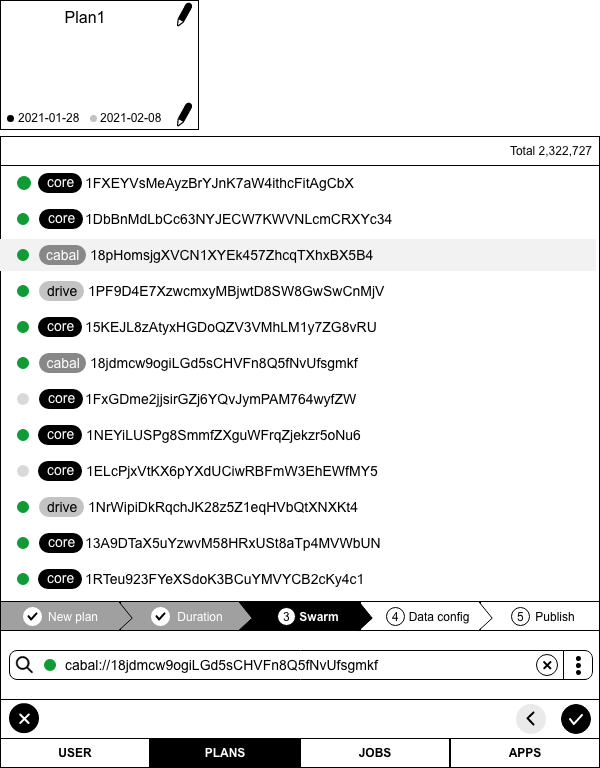 Plan1
2021-01-28 2021-02-08
Total 2,322,727
core 1FXEYVsMeAyzBrYJnK7aW4ithcFitAgCbX
core 1DbBnMdLbCc63NYJECW7KWVNLcmCRXYc34
cabal 18pHomsjgXVCN1XYEk457ZhcqTXhxBX5B4
drive 1PF9D4E7XzwcmxyMBjwtD8SW8GwSwCnMjV
core 15KEJL8zAtyxHGDoQZV3VMhLM1y7ZG8vRU
cabal 18jdmcw9ogiLGd5sCHVFn8Q5fNvUfsgmkf
core 1FxGDme2jjsirGZj6YQvJymPAM764wyfZW
core 1NEYiLUSPg8SmmfZXguWFrqZjekzr5oNu6
core 1ELcPjxVtKX6pYXdUCiwRBFmW3EhEWfMY5
drive 1NrWipiDkRqchJK28z5Z1eqHVbQtXNXKt4
core 13A9DTaX5uYzwvM58HRxUSt8aTp4MVWbUN
core 1RTeu923FYeXSdoK3BCuYMVYCB2cKy4c1
New plan Duration 3 Swarm 4 Data config 5 Publish
cabal://18jdmcw9ogiLGd5sCHVFn8Q5fNvUfsgmkf
USER PLANS JOBS APPS